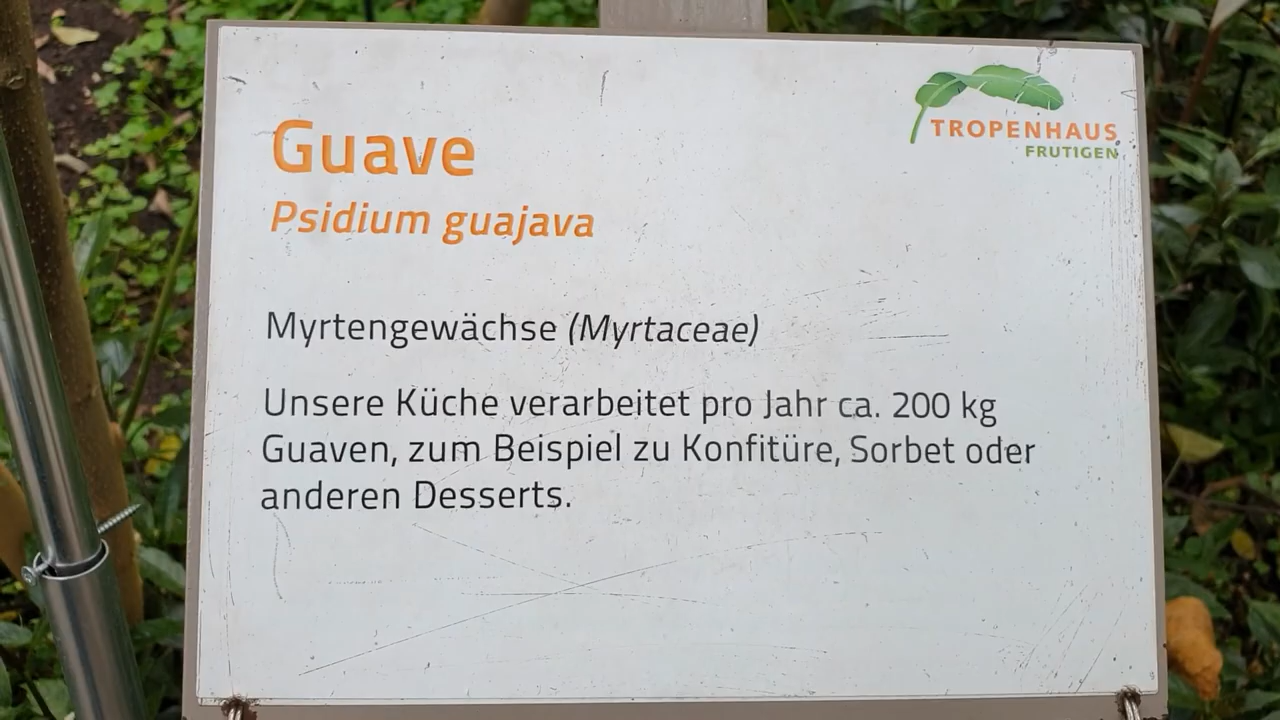 TROPENHAUS
FRUTIGEN
Guave
Psidium guajava
Myrtengewächse (Myrtaceae)
Unsere Küche verarbeitet pro Jahr ca. 200 kg
Guaven, zum Beispiel zu Konfitüre, Sorbet oder
anderen Desserts.